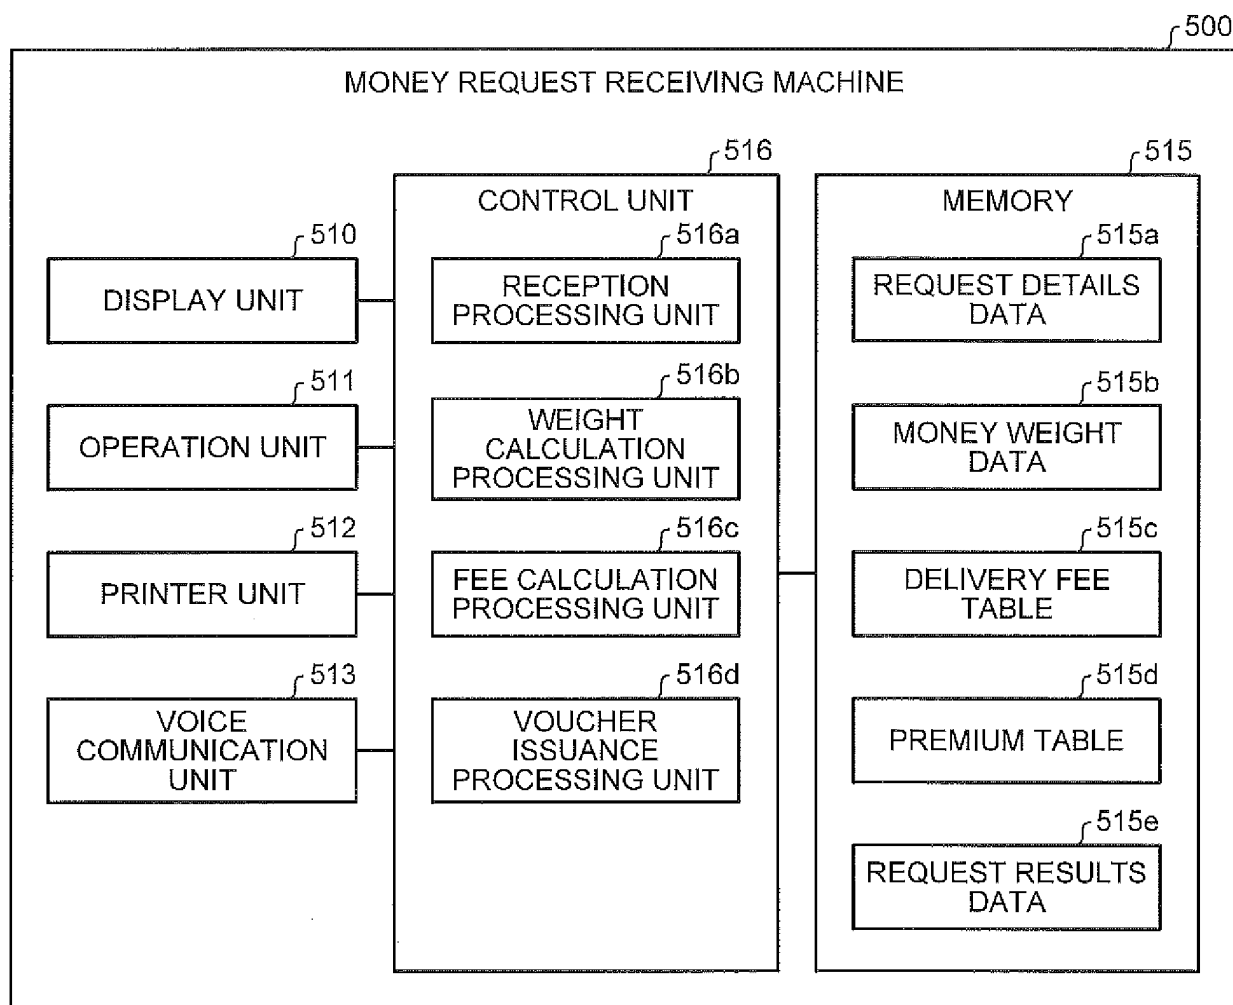 500
MONEY REQUEST RECEIVING MACHINE
516
CONTROL UNIT
515
MEMORY
510
DISPLAY UNIT
516a
RECEPTION
PROCESSING UNIT
515a
REQUEST DETAILS
DATA
511
OPERATION UNIT
516b
WEIGHT
CALCULATION
PROCESSING UNIT
515b
MONEY WEIGHT
DATA
512
PRINTER UNIT
516c
FEE CALCULATION
PROCESSING UNIT
515c
DELIVERY FEE
TABLE
513
VOICE
COMMUNICATION
UNIT
516d
VOUCHER
ISSUANCE
PROCESSING UNIT
515d
PREMIUM TABLE
515e
REQUEST RESULTS
DATA